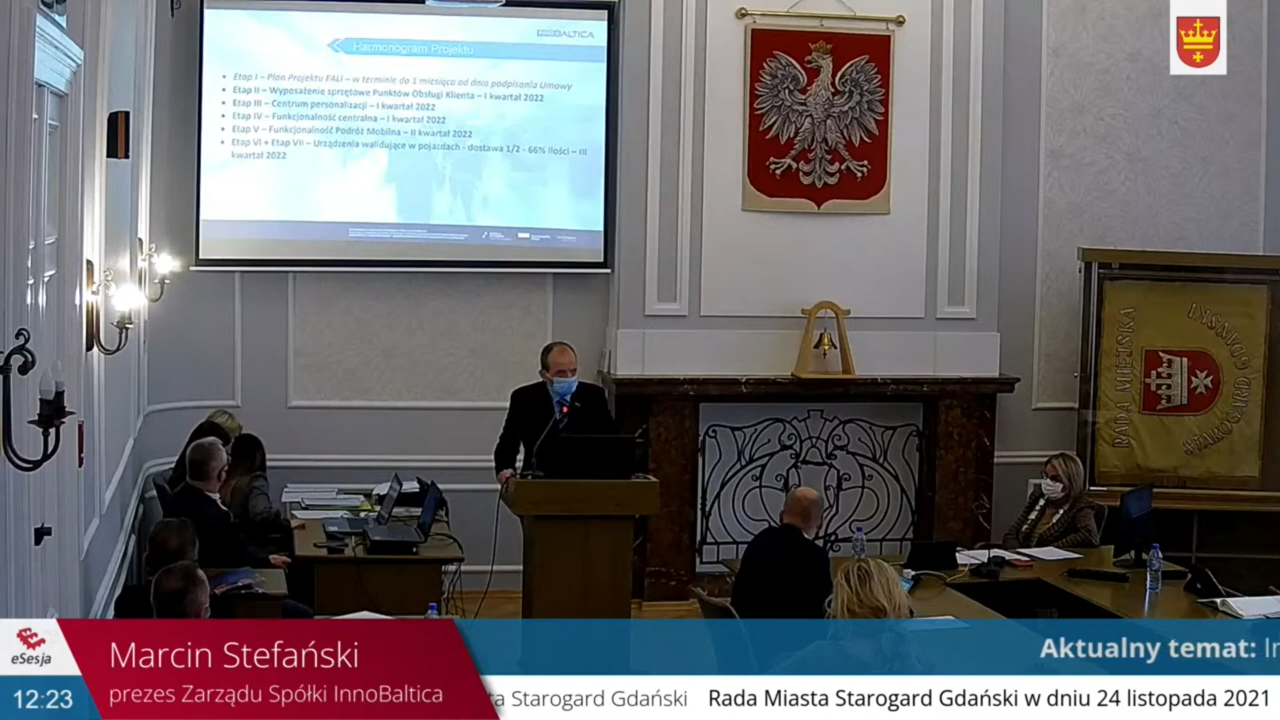 BALTICA
Harmonogram Projektu
Etap I – Plan Projektu FALI – w terminie do 1 miesiąca od dnia podpisania Umowy
Etap II – Wyposażenie sprzętowe Punktów Obsługi Klienta – I kwartał 2022
Etap III – Centrum personalizacji – I kwartał 2022
Etap IV – Funkcjonalność centralna – I kwartał 2022
Etap V – Funkcjonalność Podróż Mobilna – II kwartał 2022
Etap VI + Etap VII – Urządzenia walidujące w pojazdach - dostawa 1/2 - 66% ilości – III
kwartał 2022
RADA MIEJSKA
STAROGARD GDAŃSKI
eSesja
12:23
Marcin Stefański
prezes Zarządu Spółki InnoBaltica
Aktualny temat:
Starogard Gdański Rada Miasta Starogard Gdański w dniu 24 listopada 2021